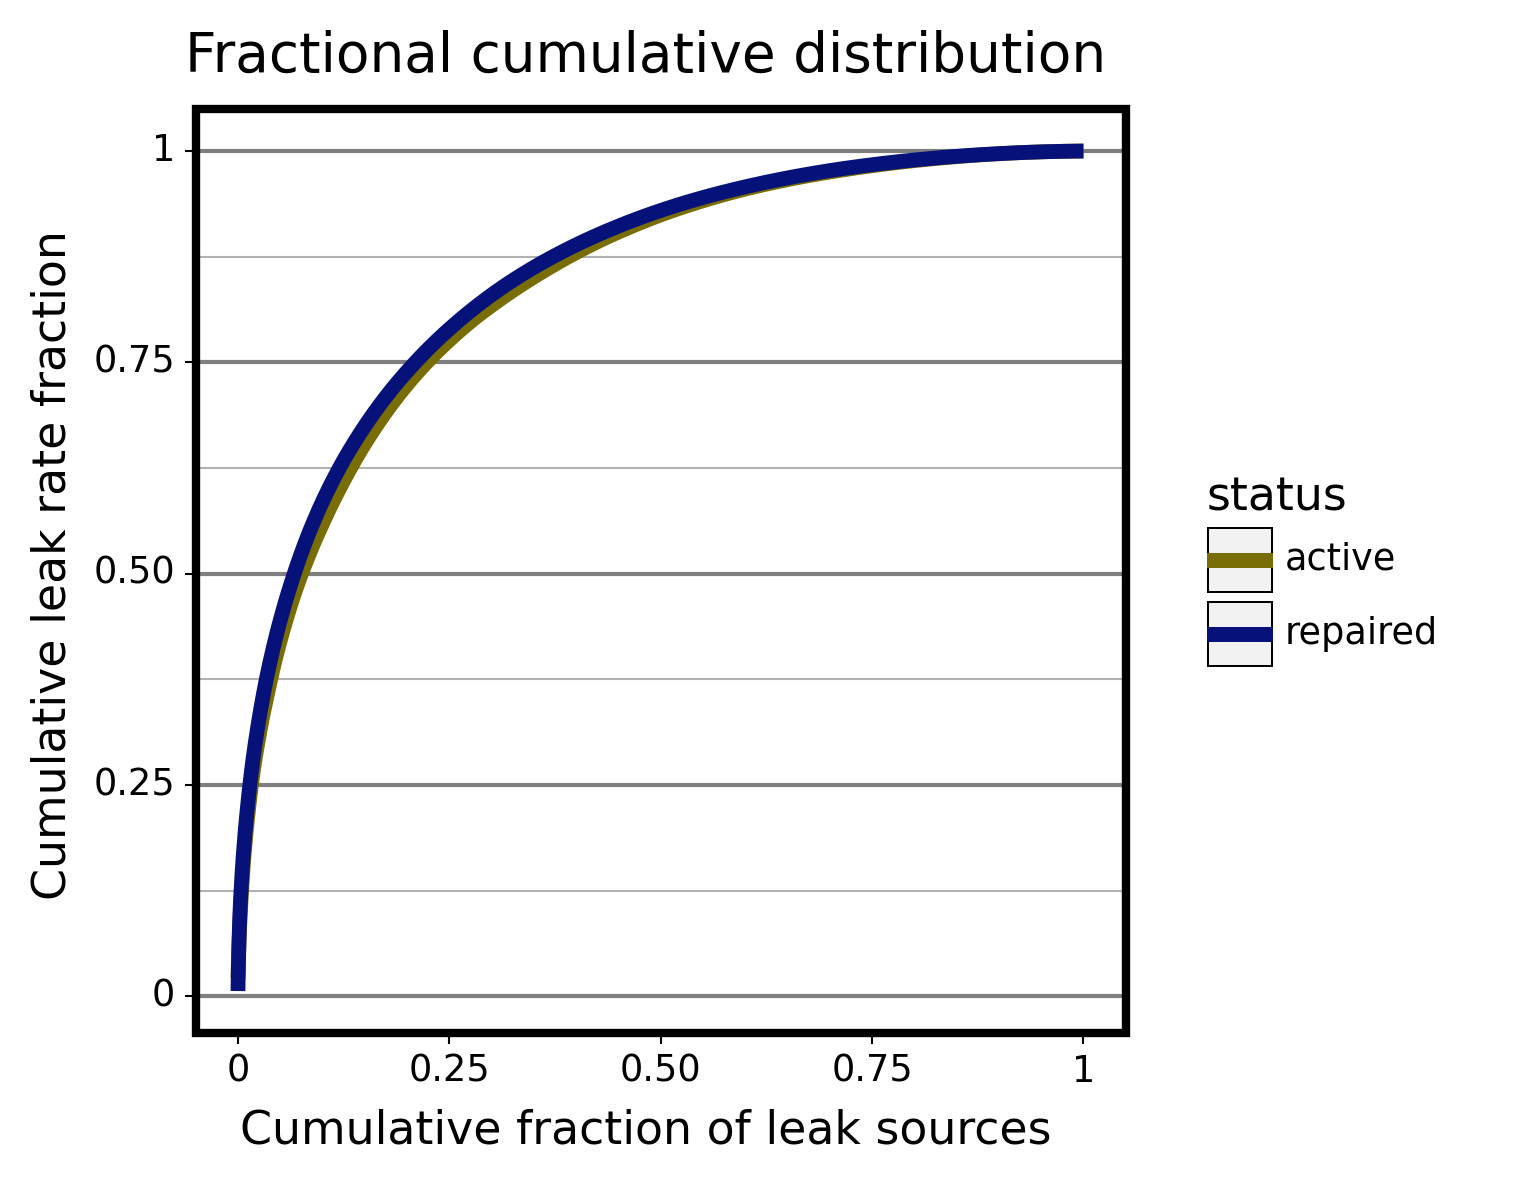 Fractional cumulative distribution
Cumulative leak rate fraction
1
0.75
0.50
0.25
0
0
0.25
0.50
0.75
1
Cumulative fraction of leak sources
status
active
repaired